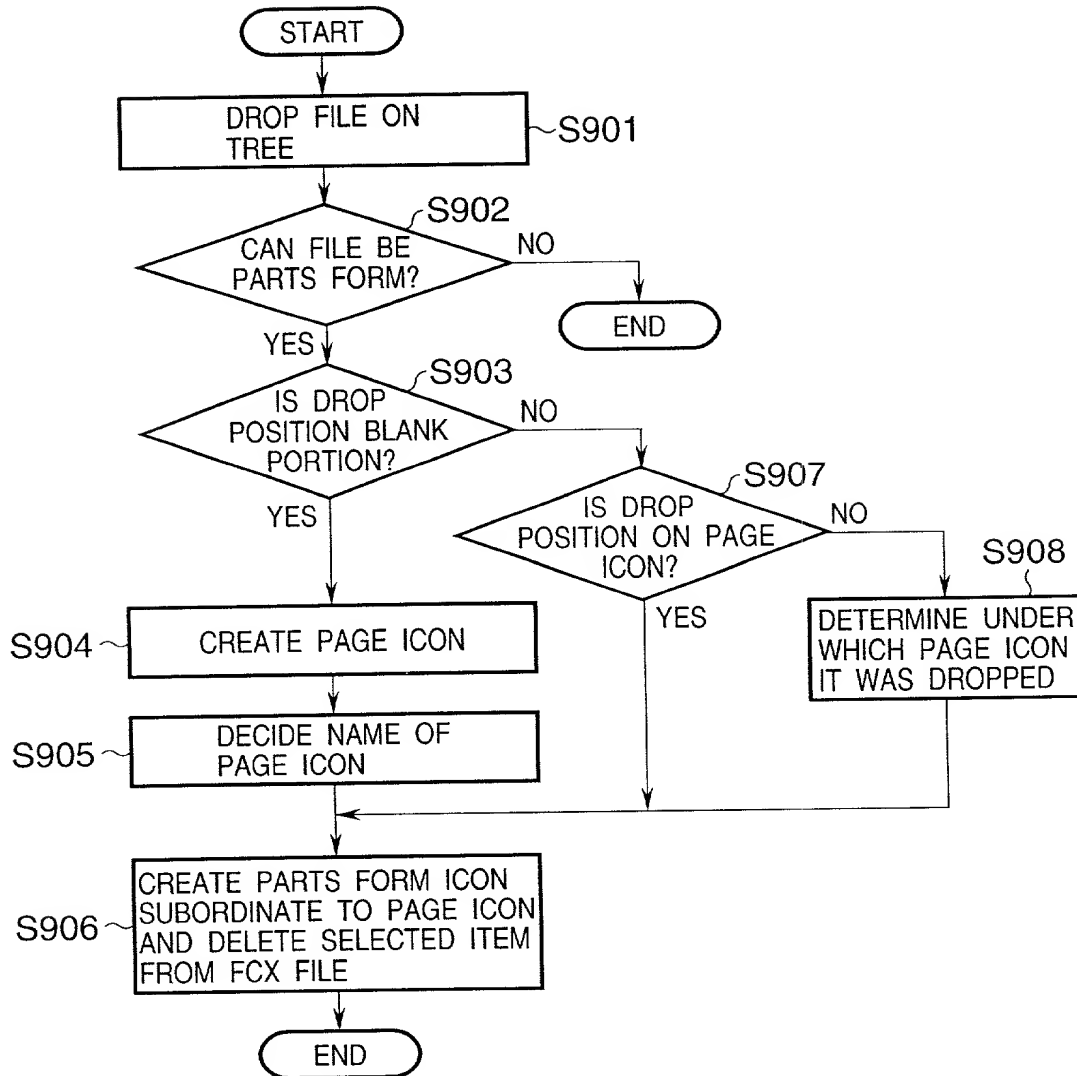 START
DROP FILE ON
TREE
S901
S902
CAN FILE BE
PARTS FORM?
NO
END
YES
S903
IS DROP
POSITION BLANK
PORTION?
NO
YES
S907
IS DROP
POSITION ON PAGE
ICON?
NO
YES
S908
DETERMINE UNDER
WHICH PAGE ICON
IT WAS DROPPED
S904
CREATE PAGE ICON
S905
DECIDE NAME OF
PAGE ICON
S906
CREATE PARTS FORM ICON
SUBORDINATE TO PAGE ICON
AND DELETE SELECTED ITEM
FROM FCX FILE
END